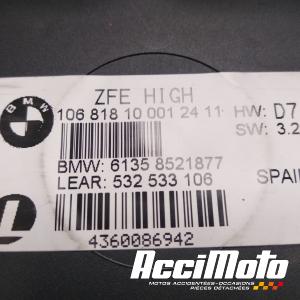 BMW
ZFE HIGH
106 818 10 001 24 11 HW: D7
SW: 3.2
BMW: 6135 8521877
LEAR: 532 533 106 SPAI
4360086942
AcciMoto
MOTOS ACCIDENTÉES-OCCASIONS
PIÈCES DÉTACHÉES